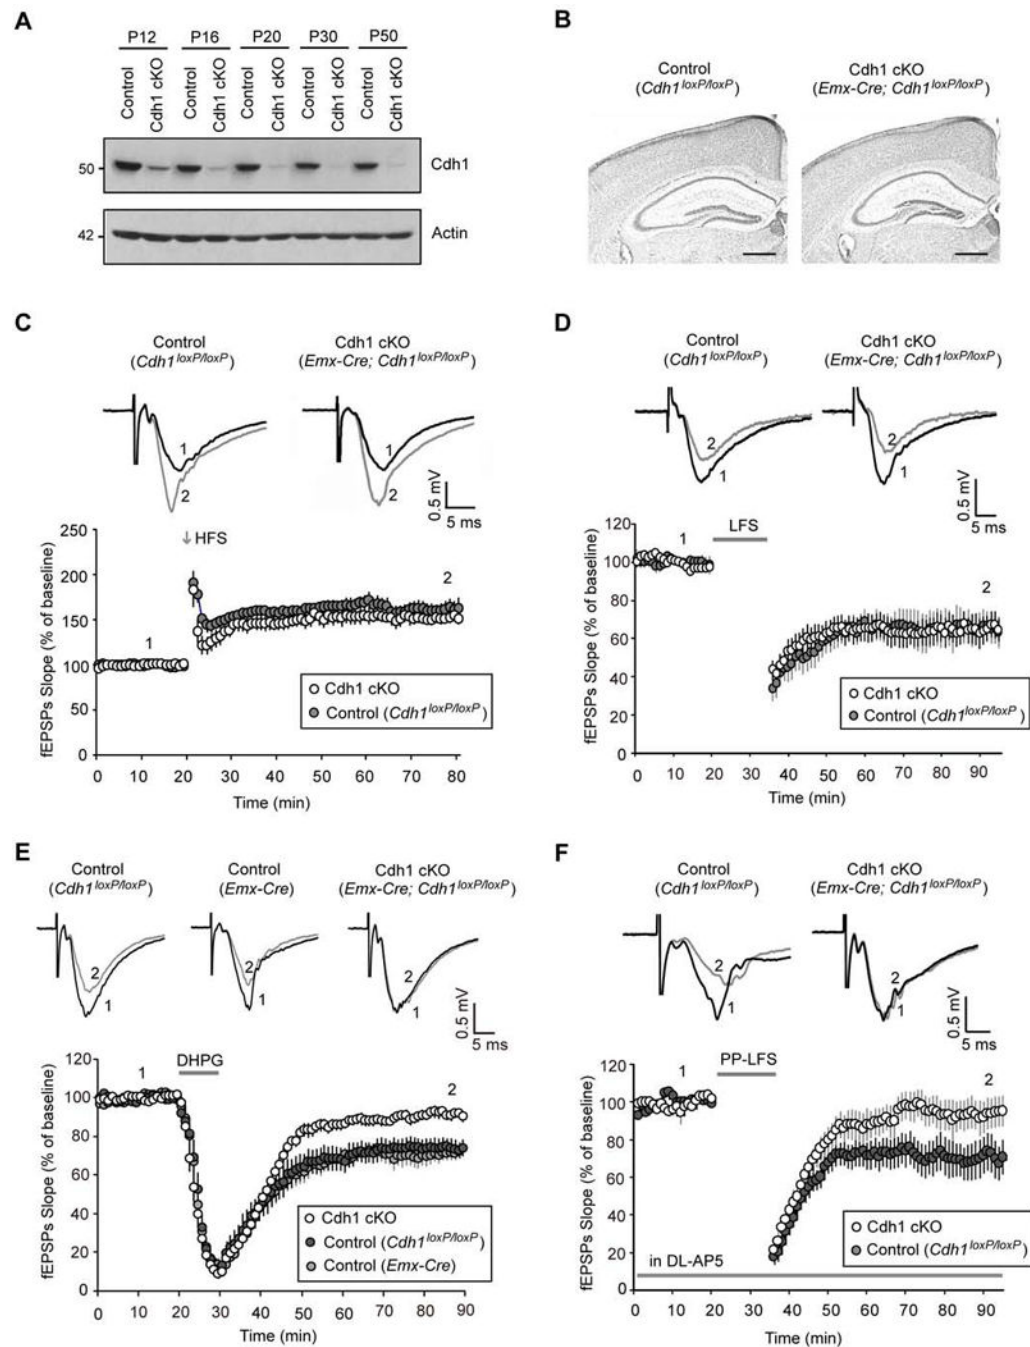 A
P12 P16 P20 P30 P50
Control Cdh1 cKO Control Cdh1 cKO Control Cdh1 cKO Control Cdh1 cKO Control Cdh1 cKO
50 Cdh1
42 Actin
B
Control Cdh1 cKO
(Cdh1loxP/loxP) (Emx-Cre; Cdh1loxP/loxP)
C
Control Cdh1 cKO
(Cdh1loxP/loxP) (Emx-Cre; Cdh1loxP/loxP)
1 2 1 2
0.5 mV
5 ms
fEPSPs Slope (% of baseline)
250
200
150
100
50
0
HFS
1 2
Cdh1 cKO
Control (Cdh1loxP/loxP)
0 10 20 30 40 50 60 70 80
Time (min)
D
Control Cdh1 cKO
(Cdh1loxP/loxP) (Emx-Cre; Cdh1loxP/loxP)
2 1 2 1
0.5 mV
5 ms
fEPSPs Slope (% of baseline)
120
100
80
60
40
20
0
1 LFS 2
Cdh1 cKO
Control (Cdh1loxP/loxP)
0 10 20 30 40 50 60 70 80 90
Time (min)
E
Control Control Cdh1 cKO
(Cdh1loxP/loxP) (Emx-Cre) (Emx-Cre; Cdh1loxP/loxP)
2 1 2 1 2 1
0.5 mV
5 ms
fEPSPs Slope (% of baseline)
120
100
80
60
40
20
0
1 DHPG 2
Cdh1 cKO
Control (Cdh1loxP/loxP)
Control (Emx-Cre)
0 10 20 30 40 50 60 70 80 90
Time (min)
F
Control Cdh1 cKO
(Cdh1loxP/loxP) (Emx-Cre; Cdh1loxP/loxP)
2 1 2 1
0.5 mV
5 ms
fEPSPs Slope (% of baseline)
120
100
80
60
40
20
0
1 PP-LFS 2
Cdh1 cKO
Control (Cdh1loxP/loxP)
in DL-AP5
0 10 20 30 40 50 60 70 80 90
Time (min)